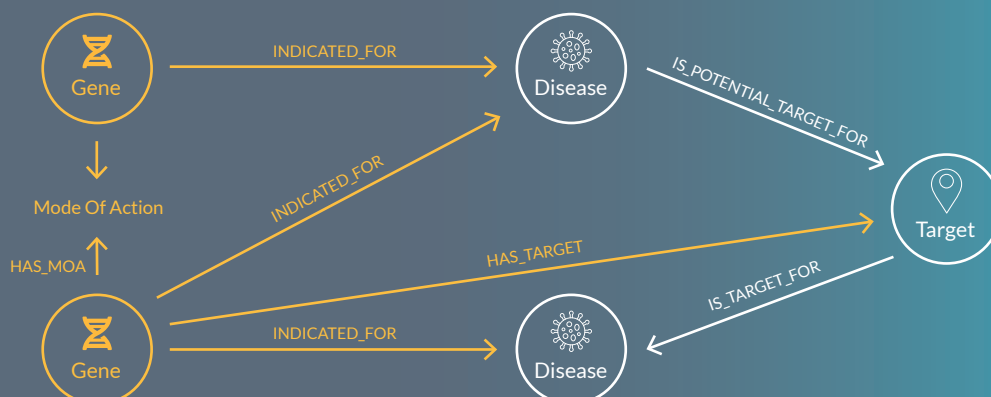 INDICATED_FOR
Gene
Disease
IS_POTENTIAL_TARGET_FOR
INDICATED_FOR
Mode Of Action
Target
HAS_MOA
HAS_TARGET
IS_TARGET_FOR
INDICATED_FOR
Gene
Disease